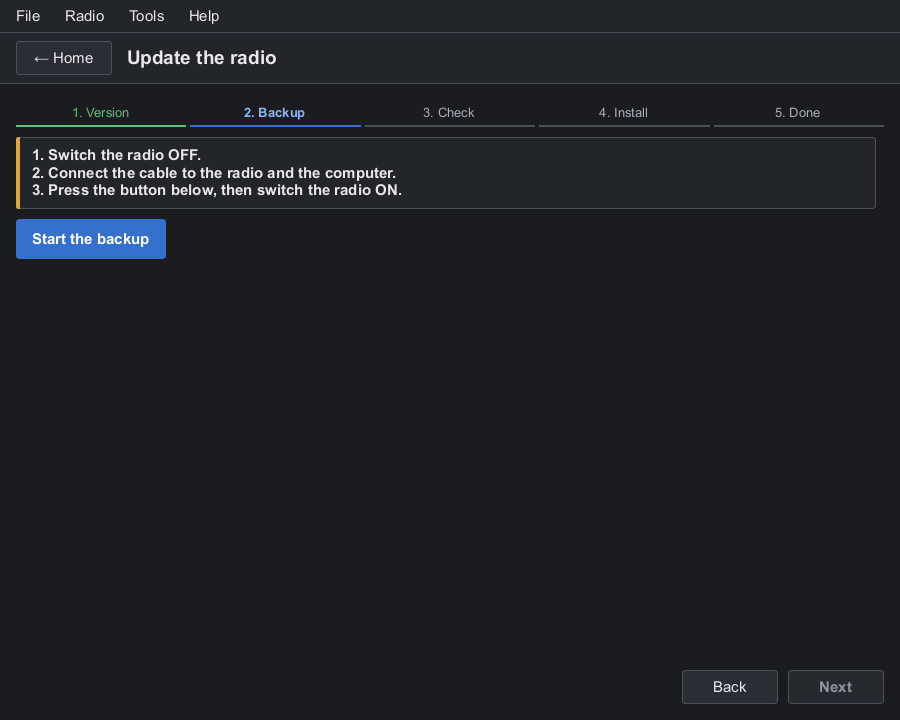 File Radio Tools Help
← Home Update the radio
1. Version 2. Backup 3. Check 4. Install 5. Done
1. Switch the radio OFF.
2. Connect the cable to the radio and the computer.
3. Press the button below, then switch the radio ON.
Start the backup
Back Next